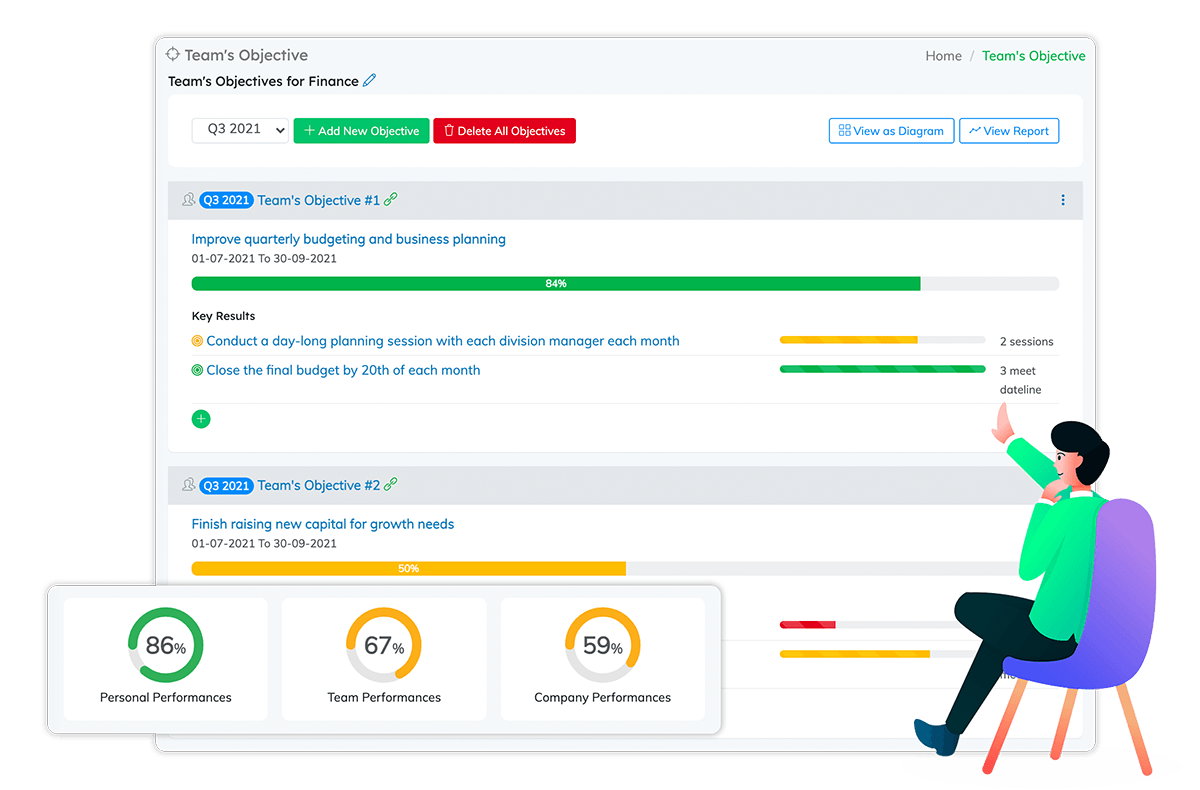 Team's Objective
Home / Team's Objective
Team's Objectives for Finance
Q3 2021
+ Add New Objective
Delete All Objectives
View as Diagram
View Report
Q3 2021 Team's Objective #1
Improve quarterly budgeting and business planning
01-07-2021 To 30-09-2021
84%
Key Results
Conduct a day-long planning session with each division manager each month
2 sessions
Close the final budget by 20th of each month
3 meet
dateline
Q3 2021 Team's Objective #2
Finish raising new capital for growth needs
01-07-2021 To 30-09-2021
50%
86%
Personal Performances
67%
Team Performances
59%
Company Performances